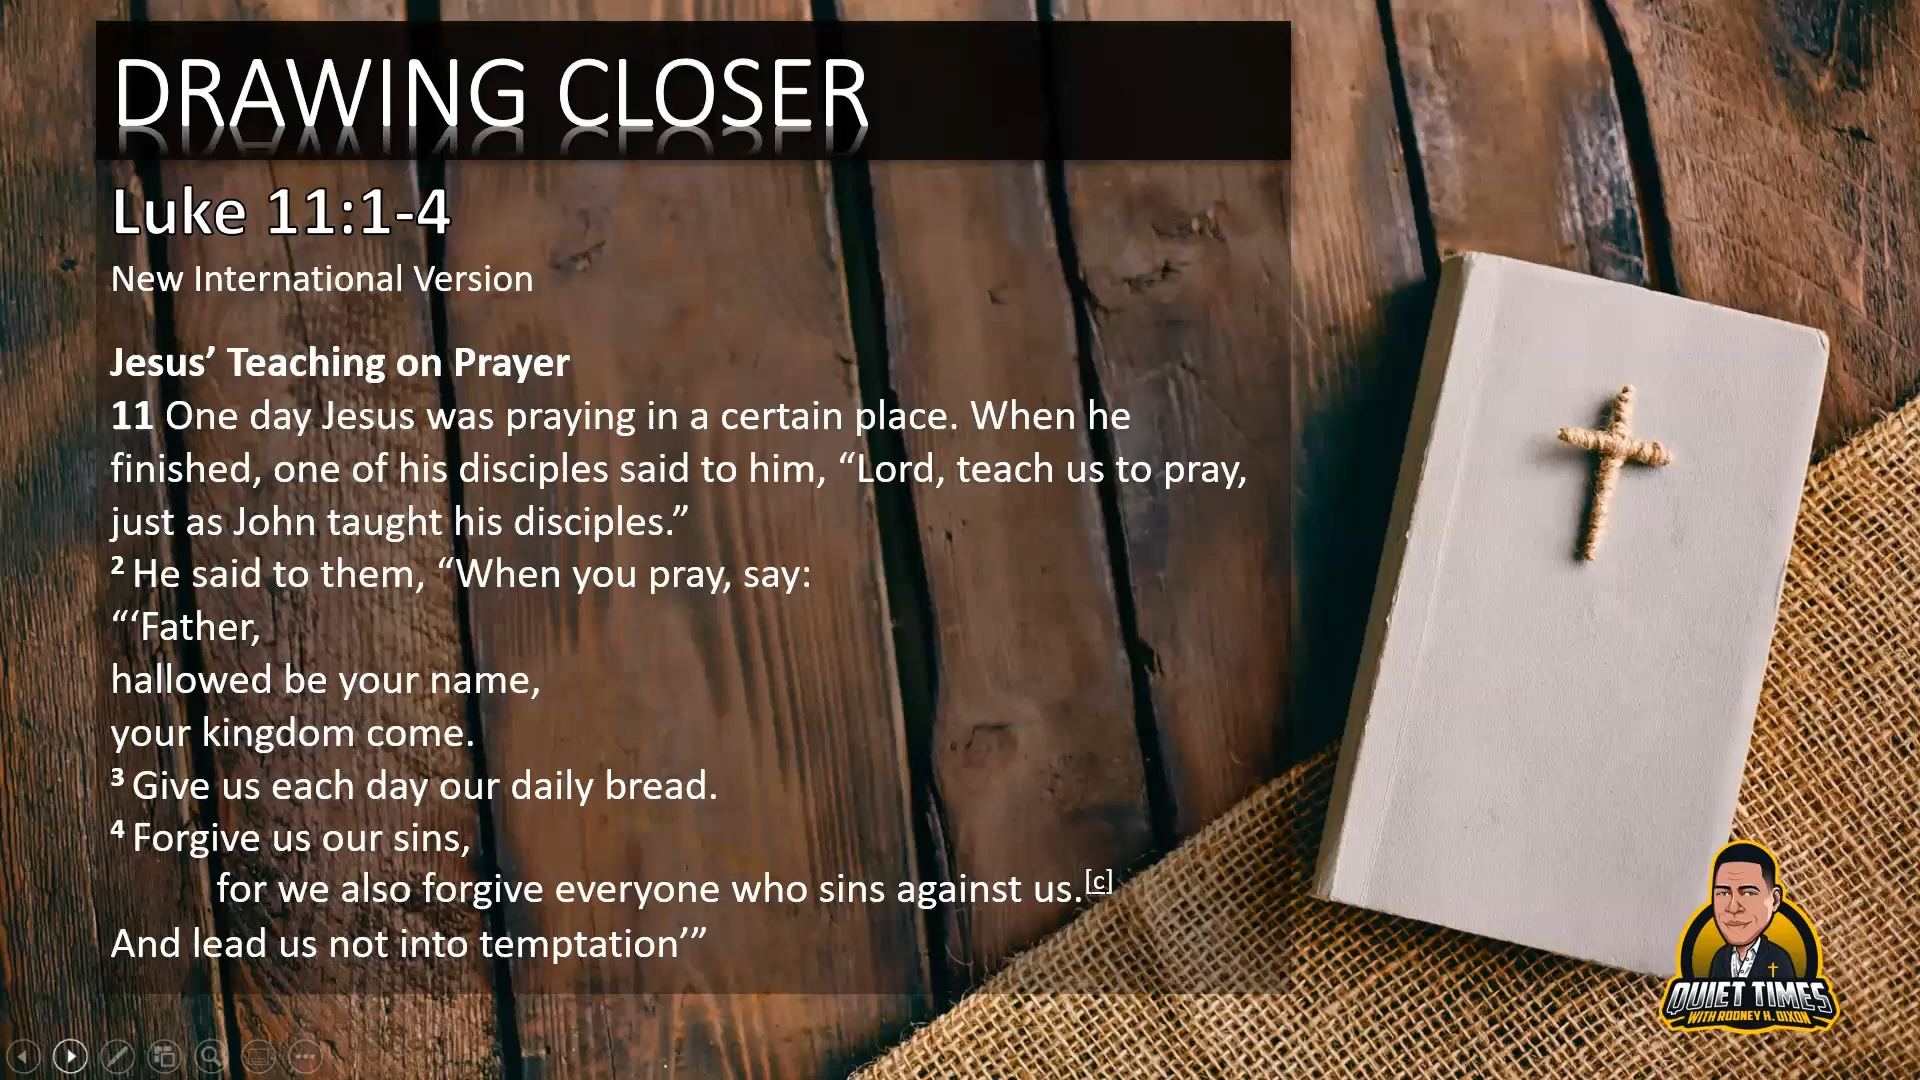 DRAWING CLOSER
Luke 11:1-4
New International Version
Jesus’ Teaching on Prayer
11 One day Jesus was praying in a certain place. When he
finished, one of his disciples said to him, “Lord, teach us to pray,
just as John taught his disciples.”
2 He said to them, “When you pray, say:
“‘Father,
hallowed be your name,
your kingdom come.
3 Give us each day our daily bread.
4 Forgive us our sins,
for we also forgive everyone who sins against us.[c]
And lead us not into temptation’”
QUIET TIMES
WITH RODNEY H. DIXON